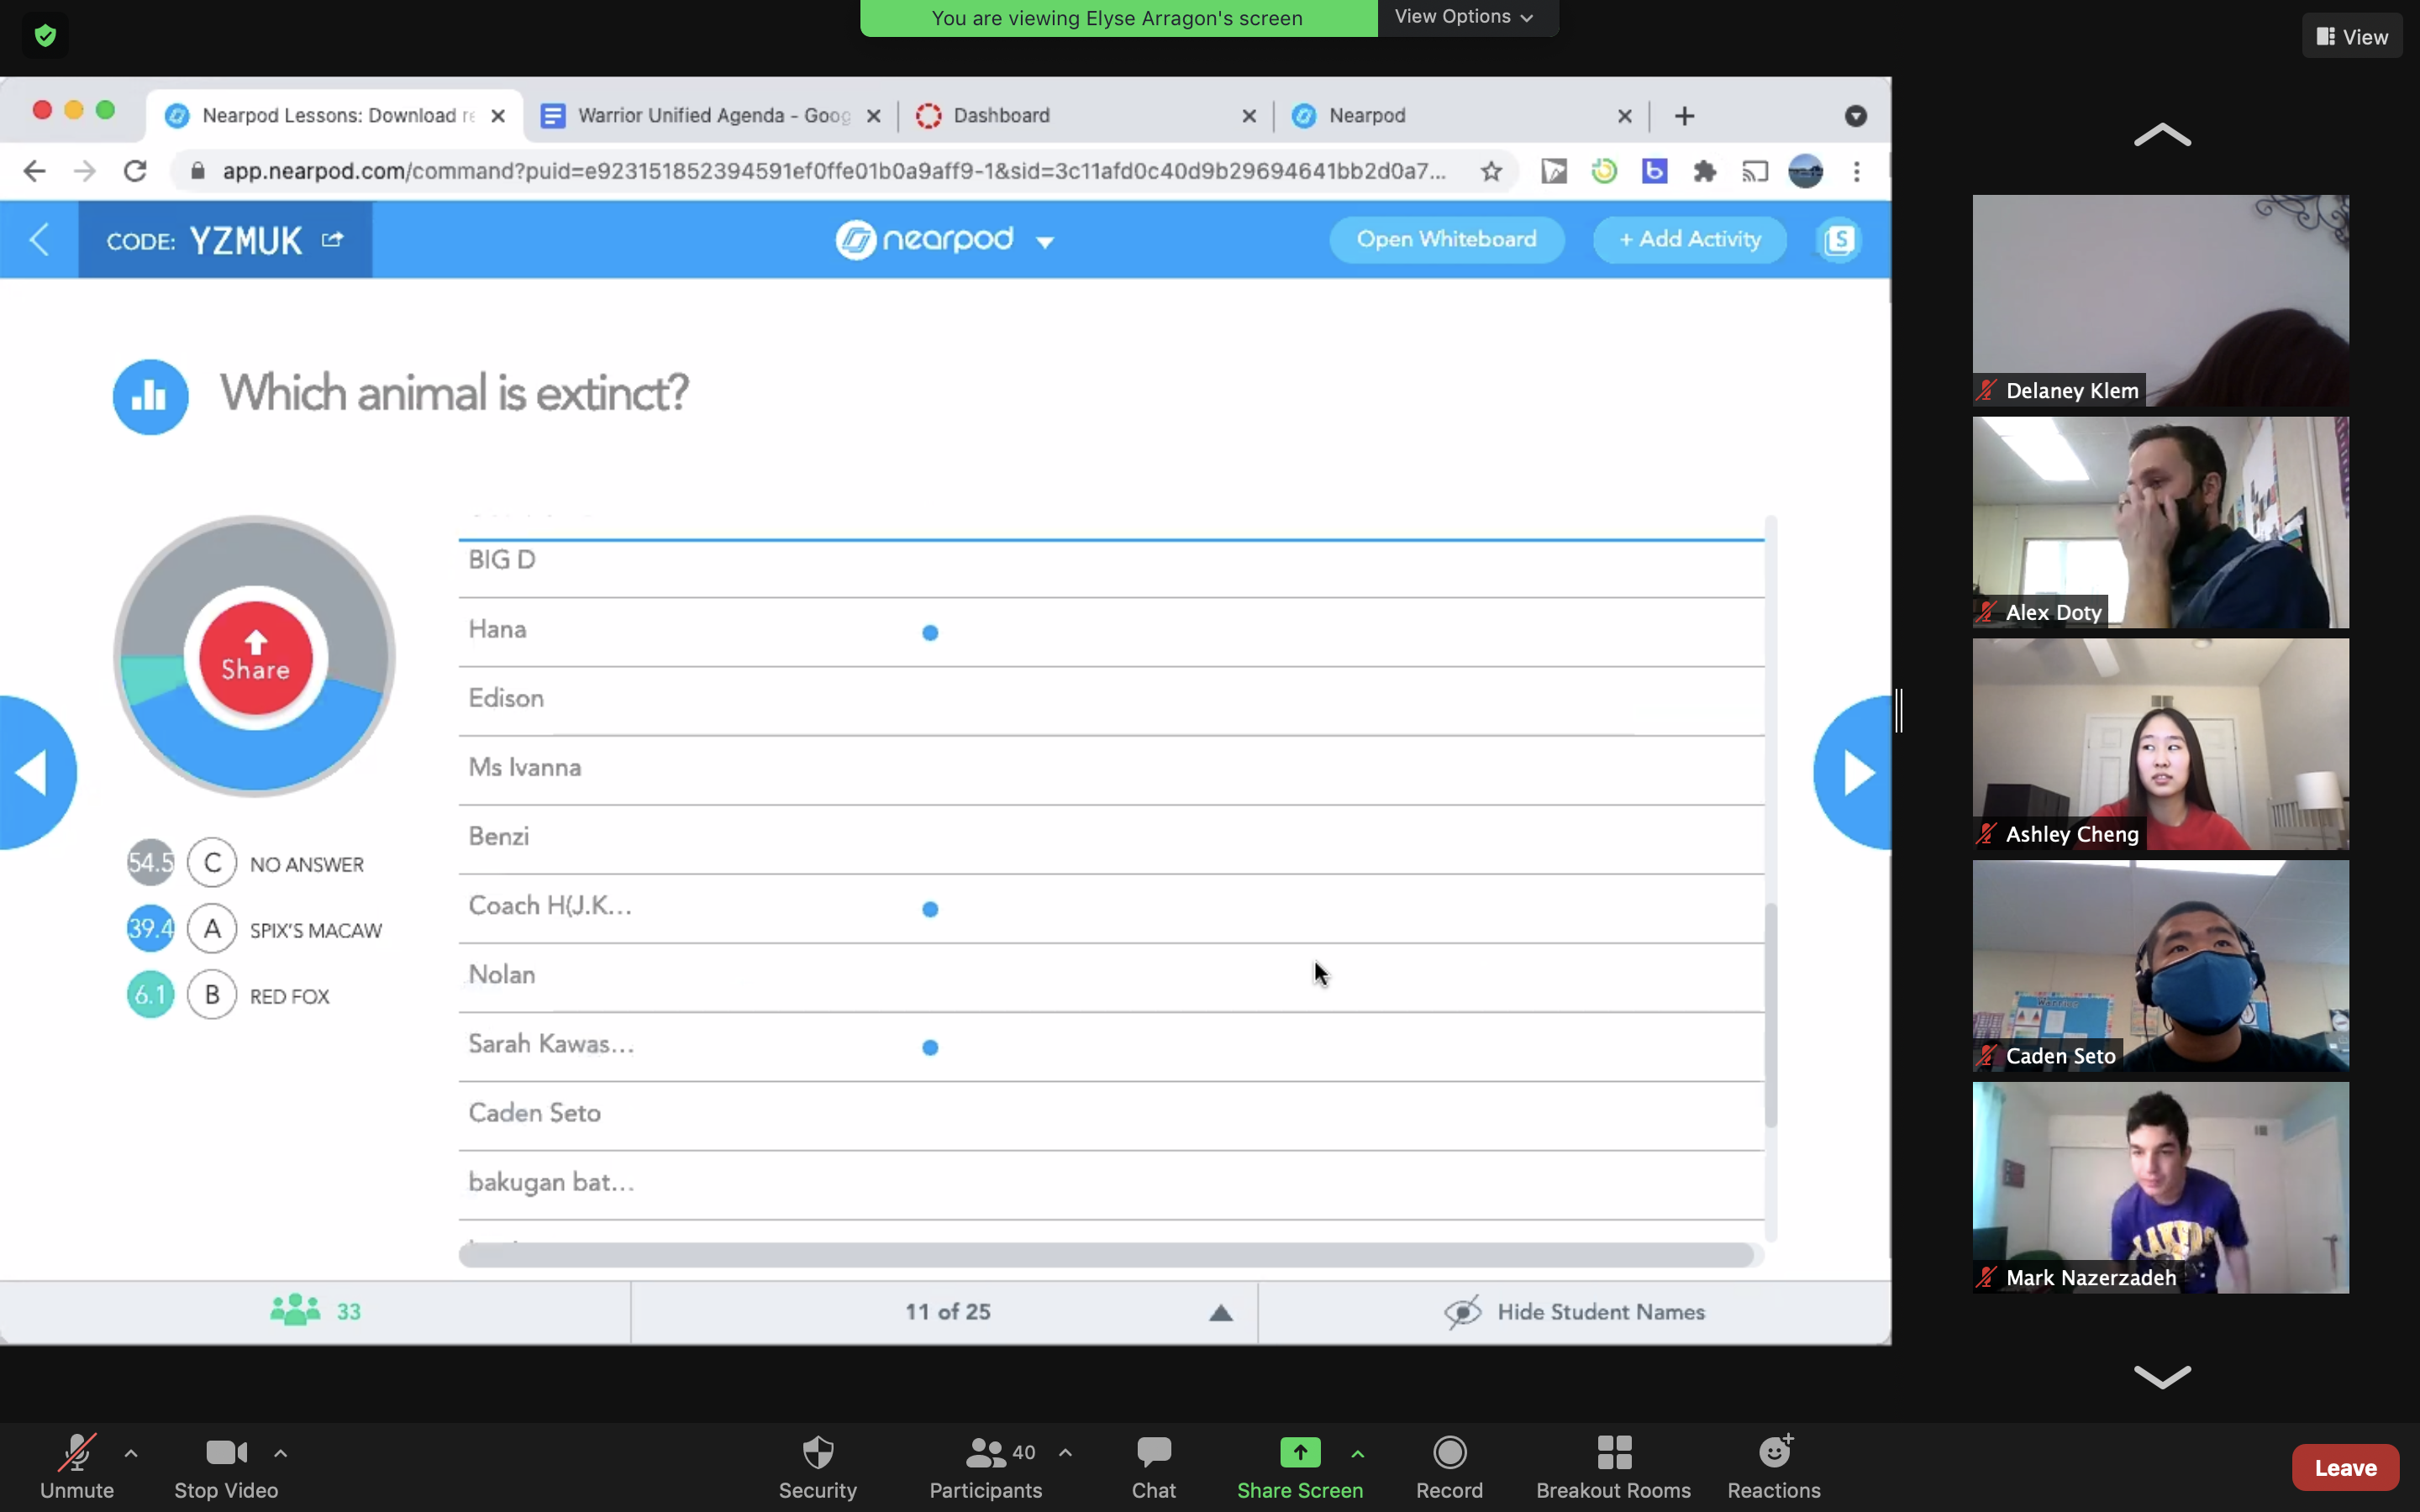 You are viewing Elyse Arragon's screen
View Options
View
Nearpod Lessons: Download re
Warrior Unified Agenda - Goog
Dashboard
Nearpod
app.nearpod.com/command?puid=e923151852394591ef0ffe01b0a9aff9-1&sid=3c11afd0c40d9b29694641bb2d0a7...
CODE: YZMUK
nearpod
Open Whiteboard
+ Add Activity
S
Which animal is extinct?
Share
54.5 C NO ANSWER
39.4 A SPIX'S MACAW
6.1 B RED FOX
BIG D
Hana
Edison
Ms Ivanna
Benzi
Coach H(J.K...
Nolan
Sarah Kawas...
Caden Seto
bakugan bat...
33
11 of 25
Hide Student Names
Delaney Klem
Alex Doty
Ashley Cheng
Caden Seto
Mark Nazerzadeh
Unmute
Stop Video
Security
40
Participants
Chat
Share Screen
Record
Breakout Rooms
Reactions
Leave